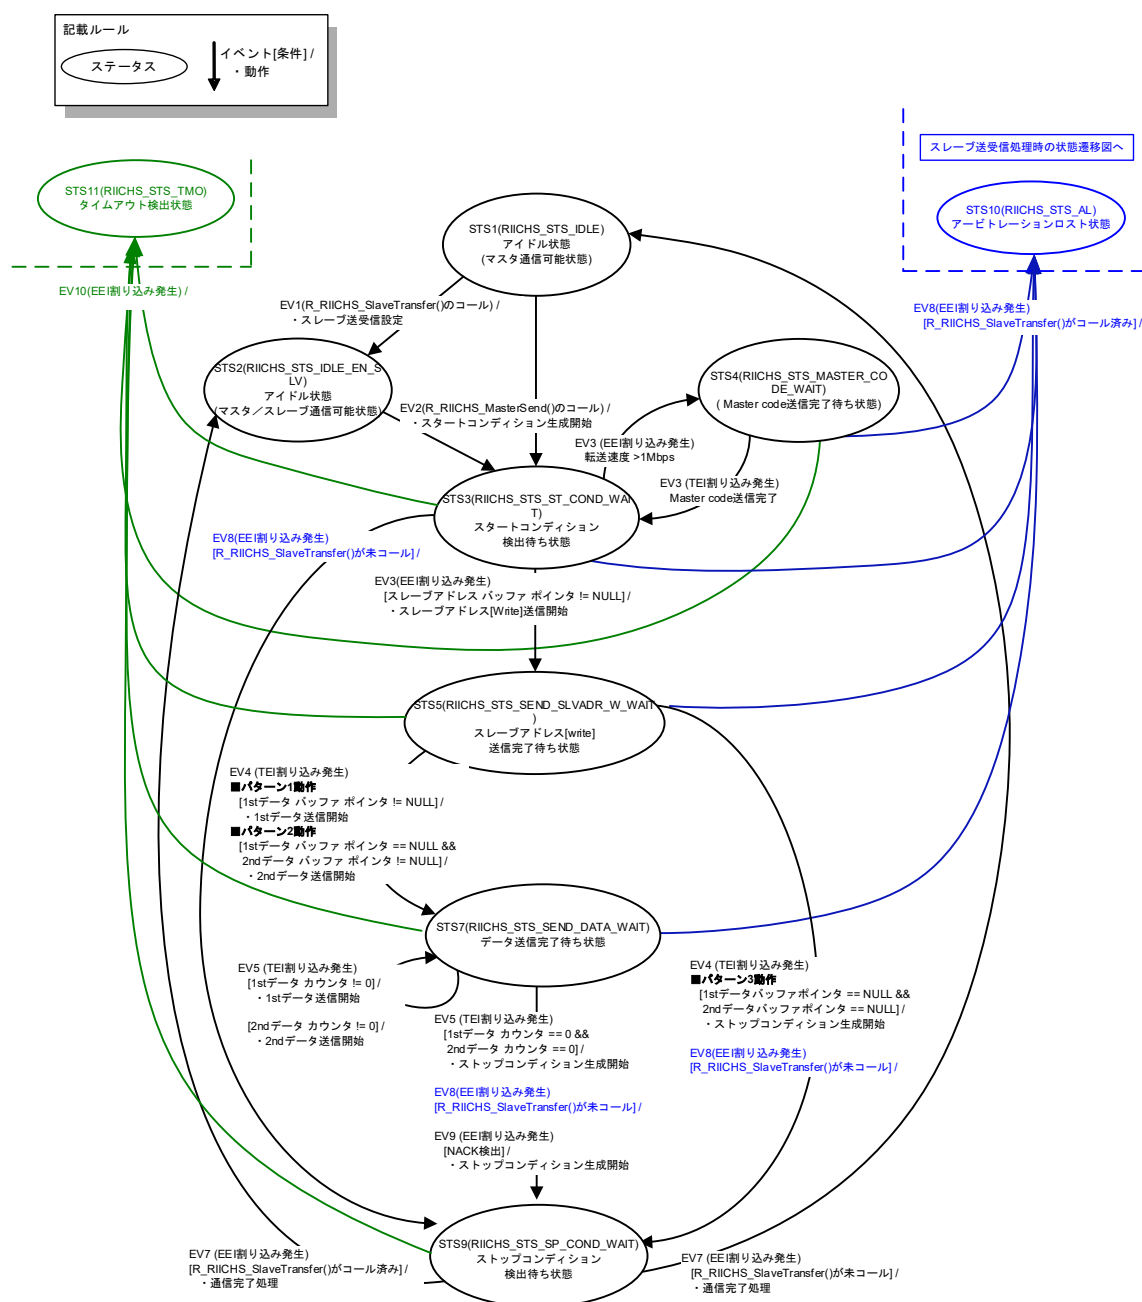 記載ルール
ステータス
イベント[条件] /
・動作
スレーブ送受信処理時の状態遷移図へ
STS11(RIICHS_STS_TMO)
タイムアウト検出状態
STS10(RIICHS_STS_AL)
アービトレーションロスト状態
STS1(RIICHS_STS_IDLE)
アイドル状態
(マスタ通信可能状態)
EV10(EEI割り込み発生) /
EV1(R_RIICHS_SlaveTransfer()のコール) /
・スレーブ送受信設定
EV8(EEI割り込み発生)
[R_RIICHS_SlaveTransfer()がコール済み] /
STS2(RIICHS_STS_IDLE_EN_S
LV)
アイドル状態
(マスタ／スレーブ通信可能状態)
STS4(RIICHS_STS_MASTER_CO
DE_WAIT)
( Master code送信完了待ち状態)
EV2(R_RIICHS_MasterSend()のコール) /
・スタートコンディション生成開始
EV3 (EEI割り込み発生)
転送速度 >1Mbps
EV3 (TEI割り込み発生)
Master code送信完了
STS3(RIICHS_STS_ST_COND_WAI
T)
スタートコンディション
検出待ち状態
EV8(EEI割り込み発生)
[R_RIICHS_SlaveTransfer()が未コール] /
EV3(EEI割り込み発生)
[スレーブアドレス バッファ ポインタ != NULL] /
・スレーブアドレス[Write]送信開始
STS5(RIICHS_STS_SEND_SLVADR_W_WAIT
)
スレーブアドレス[write]
送信完了待ち状態
EV4 (TEI割り込み発生)
■パターン1動作
[1stデータ バッファ ポインタ != NULL] /
・1stデータ送信開始
■パターン2動作
[1stデータ バッファ ポインタ == NULL &&
2ndデータ バッファ ポインタ != NULL] /
・2ndデータ送信開始
STS7(RIICHS_STS_SEND_DATA_WAIT)
データ送信完了待ち状態
EV5 (TEI割り込み発生)
[1stデータ カウンタ != 0] /
・1stデータ送信開始
[2ndデータ カウンタ != 0] /
・2ndデータ送信開始
EV5 (TEI割り込み発生)
[1stデータ カウンタ == 0 &&
2ndデータ カウンタ == 0] /
・ストップコンディション生成開始
EV8(EEI割り込み発生)
[R_RIICHS_SlaveTransfer()が未コール] /
EV9 (EEI割り込み発生)
[NACK検出] /
・ストップコンディション生成開始
EV4 (TEI割り込み発生)
■パターン3動作
[1stデータバッファポインタ == NULL &&
2ndデータバッファポインタ == NULL] /
・ストップコンディション生成開始
EV8(EEI割り込み発生)
[R_RIICHS_SlaveTransfer()が未コール] /
STS9(RIICHS_STS_SP_COND_WAIT)
ストップコンディション
検出待ち状態
EV7 (EEI割り込み発生)
[R_RIICHS_SlaveTransfer()がコール済み] /
・通信完了処理
EV7 (EEI割り込み発生)
[R_RIICHS_SlaveTransfer()が未コール] /
・通信完了処理